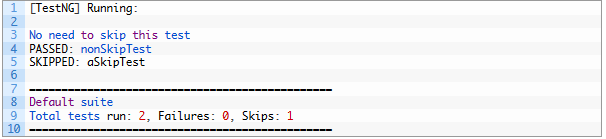 1 [TestNG] Running:
2
3 No need to skip this test
4 PASSED: nonSkipTest
5 SKIPPED: aSkipTest
6
7 ===============================================
8 Default suite
9 Total tests run: 2, Failures: 0, Skips: 1
10 ===============================================